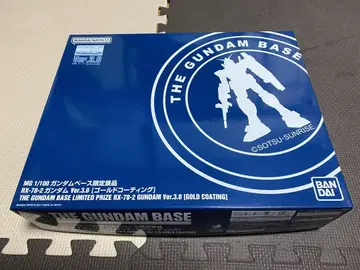 BANDAI SPIRITS
Ver.3.0
THE GUNDAM BASE
©SOTSU・SUNRISE
MG 1/100 ガンダムベース限定景品
RX-78-2 ガンダム Ver.3.0 [ゴールドコーティング]
THE GUNDAM BASE LIMITED PRIZE RX-78-2 GUNDAM Ver.3.0 [GOLD COATING]
BAN
DAI
THE GUNDAM BASE